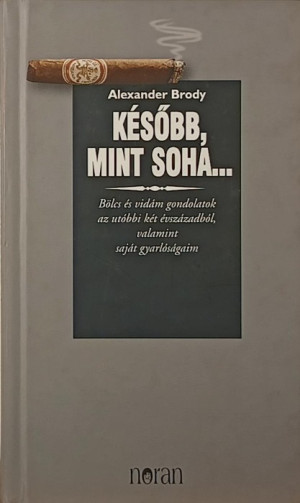 Alexander Brody
KÉSŐBB,
MINT SOHA...
Bölcs és vidám gondolatok
az utóbbi két évszázadból,
valamint
saját gyarlóságaim
noran